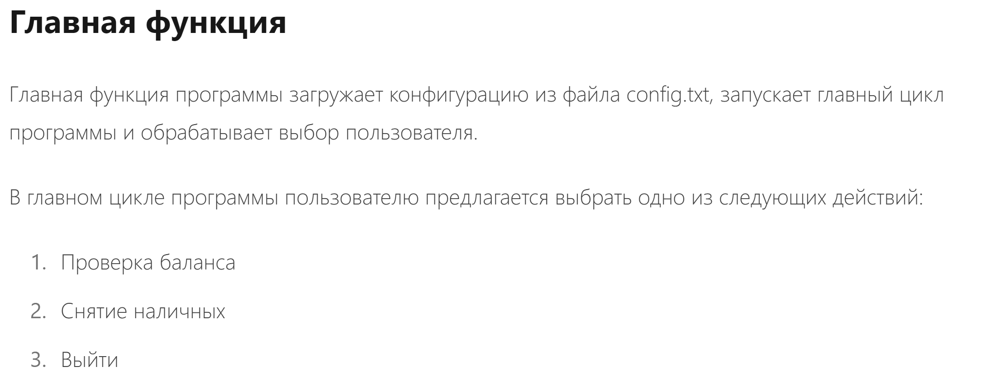 Главная функция
Главная функция программы загружает конфигурацию из файла config.txt, запускает главный цикл
программы и обрабатывает выбор пользователя.
В главном цикле программы пользователю предлагается выбрать одно из следующих действий:
1. Проверка баланса
2. Снятие наличных
3. Выйти